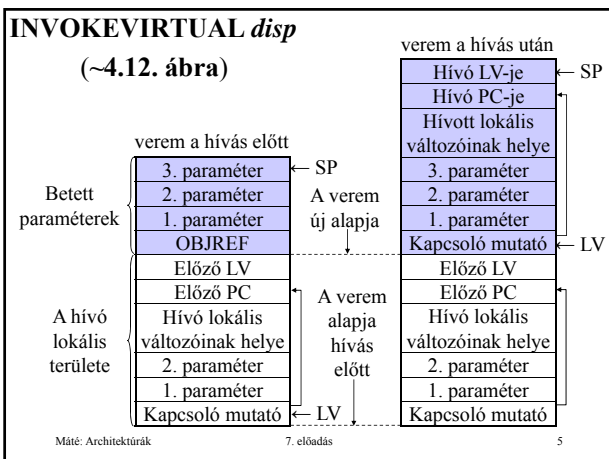 INVOKEVIRTUAL disp
(~4.12. ábra)
verem a hívás előtt
3. paraméter
2. paraméter
1. paraméter
OBJREF
Előző LV
Előző PC
Hívó lokális
változóinak helye
2. paraméter
1. paraméter
Kapcsoló mutató
← SP
← LV
Betett
paraméterek
A hívó
lokális
területe
A verem
új alapja
A verem
alapja
hívás
előtt
verem a hívás után
Hívó LV-je
Hívó PC-je
Hívott lokális
változóinak helye
3. paraméter
2. paraméter
1. paraméter
Kapcsoló mutató
Előző LV
Előző PC
Hívó lokális
változóinak helye
2. paraméter
1. paraméter
Kapcsoló mutató
← SP
← LV
Máté: Architektúrák
7. előadás
5